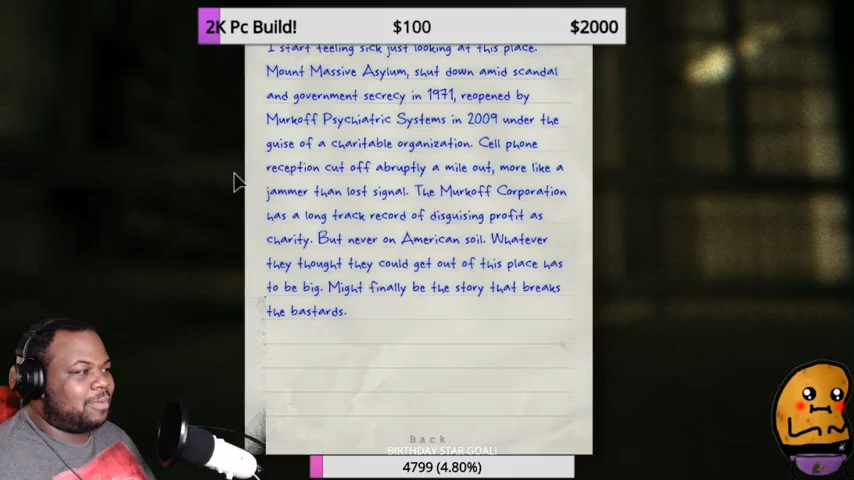 2K Pc Build! $100 $2000
I start feeling sick just looking at this place.
Mount Massive Asylum, shut down amid scandal
and government secrecy in 1971, reopened by
Murkoff Psychiatric Systems in 2009 under the
guise of a charitable organization. Cell phone
reception cut off abruptly a mile out, more like a
jammer than lost signal. The Murkoff Corporation
has a long track record of disguising profit as
charity. But never on American soil. Whatever
they thought they could get out of this place has
to be big. Might finally be the story that breaks
the bastards.
Back
BIRTHDAY STAR GOAL!
4799 (4.80%)